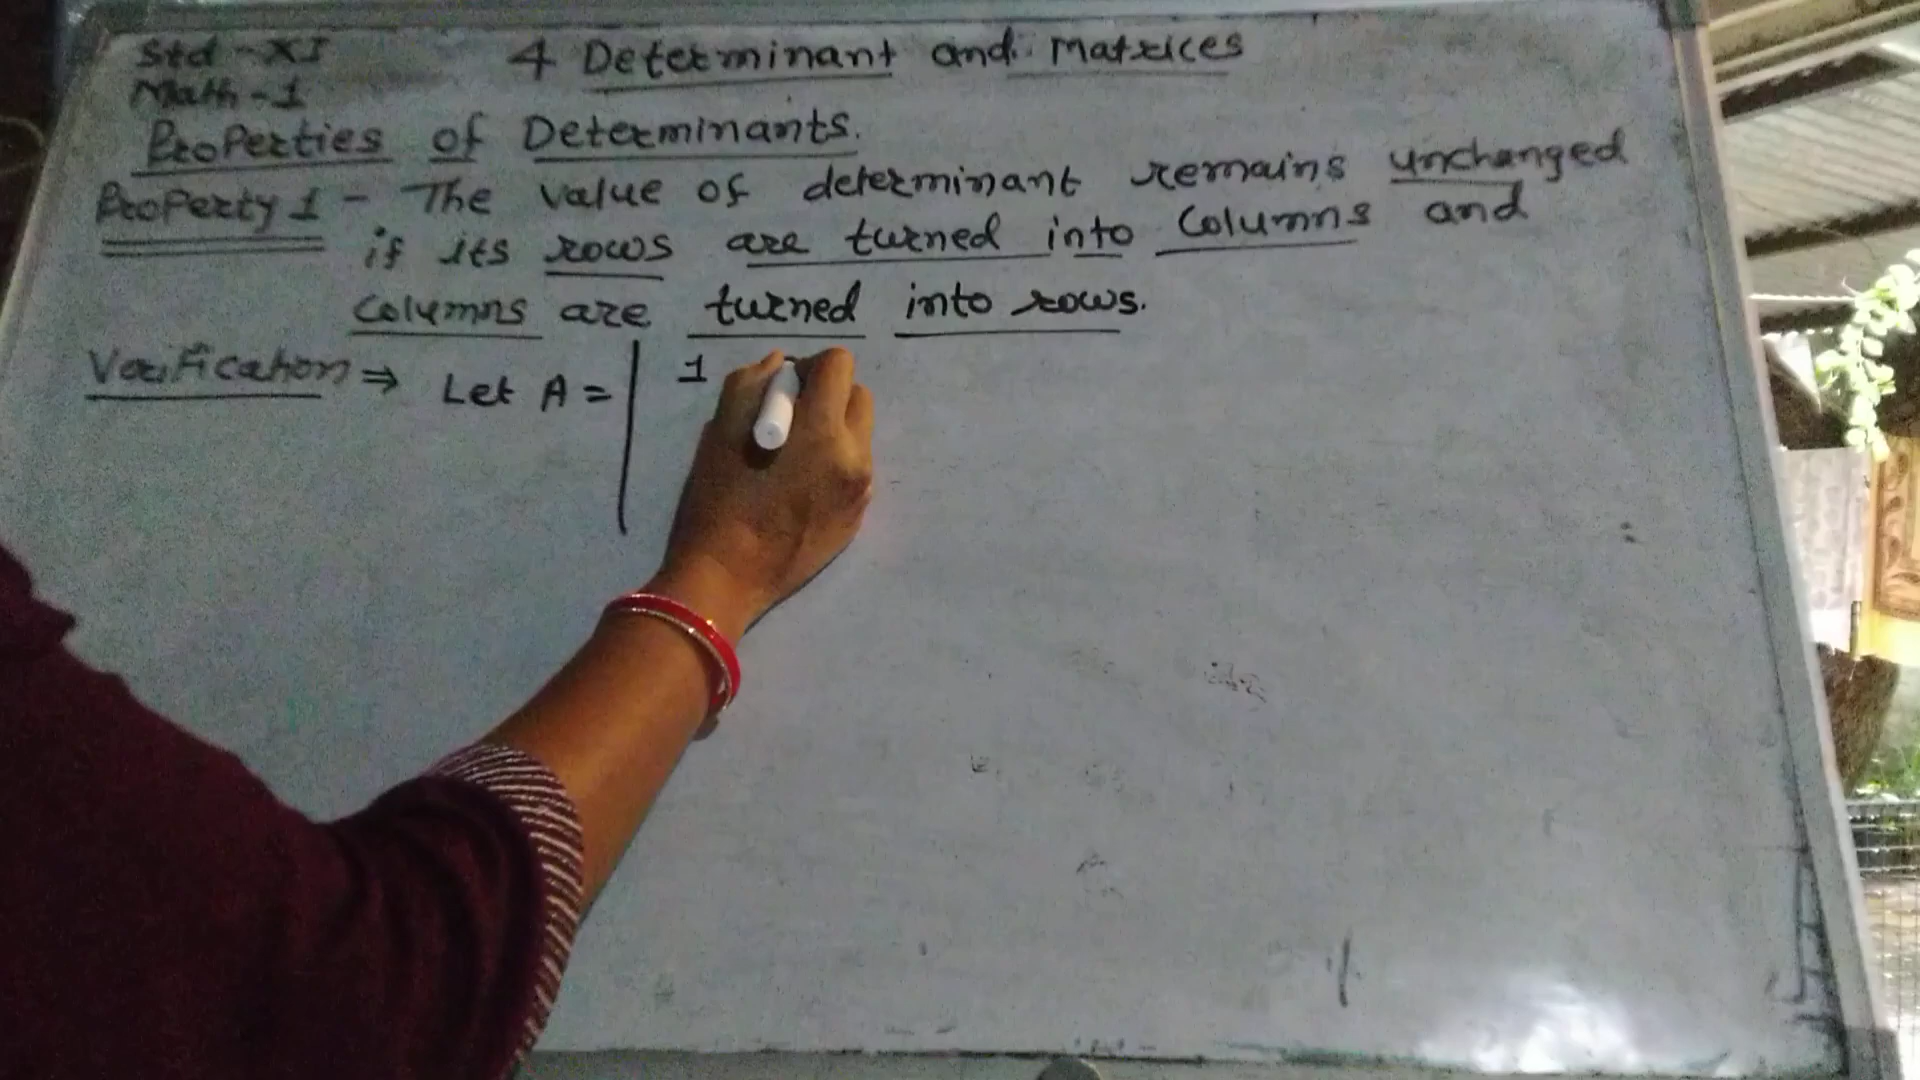 Std - XI
4 Determinant and Matrices
Math - 1
Properties of Determinants.
Property 1 - The value of determinant remains unchanged
if its rows are turned into columns and
columns are turned into rows.
Verification ⇒ Let A = | 1